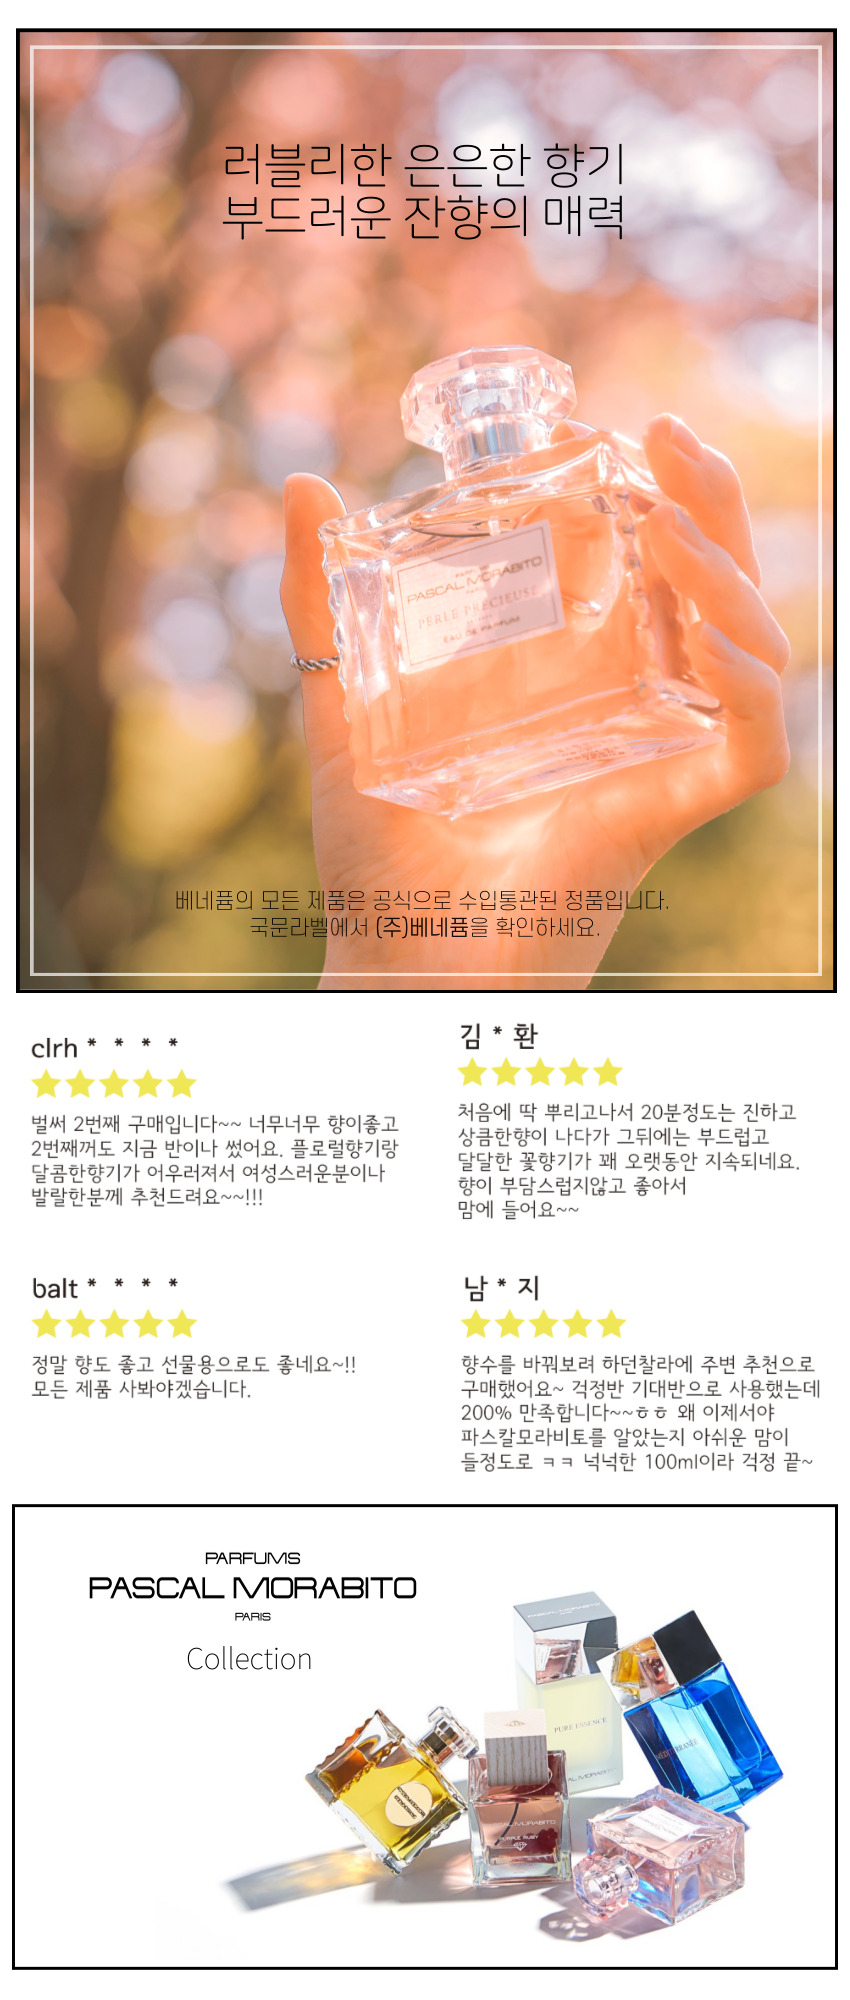 러블리한 은은한 향기
부드러운 잔향의 매력
PASCAL MORABITO
PERLE PRECIEUSE
EAU DE PARFUM
베네퓸의 모든 제품은 공식으로 수입통관된 정품입니다.
국문라벨에서 (주)베네퓸을 확인하세요.
clrh * * * *
벌써 2번째 구매입니다~~ 너무너무 향이좋고
2번째꺼도 지금 반이나 썼어요. 플로럴향기랑
달콤한향기가 어우러져서 여성스러운분이나
발랄한분께 추천드려요~~!!!
김 * 환
처음에 딱 뿌리고나서 20분정도는 진하고
상큼한향이 나다가 그뒤에는 부드럽고
달달한 꽃향기가 꽤 오랫동안 지속되네요.
향이 부담스럽지않고 좋아서
맘에 들어요~~
balt * * * *
정말 향도 좋고 선물용으로도 좋네요~!!
모든 제품 사봐야겠습니다.
남 * 지
향수를 바꿔보려 하던찰라에 주변 추천으로
구매했어요~ 걱정반 기대반으로 사용했는데
200% 만족합니다~~ㅎㅎ 왜 이제서야
파스칼모라비토를 알았는지 아쉬운 맘이
들정도로 ㅋㅋ 넉넉한 100ml이라 걱정 끝~
PARFUMS
PASCAL MORABITO
PARIS
Collection
PASCAL MORABITO
PURE ESSENCE
PASCAL MORABITO
PURPLE RUBY